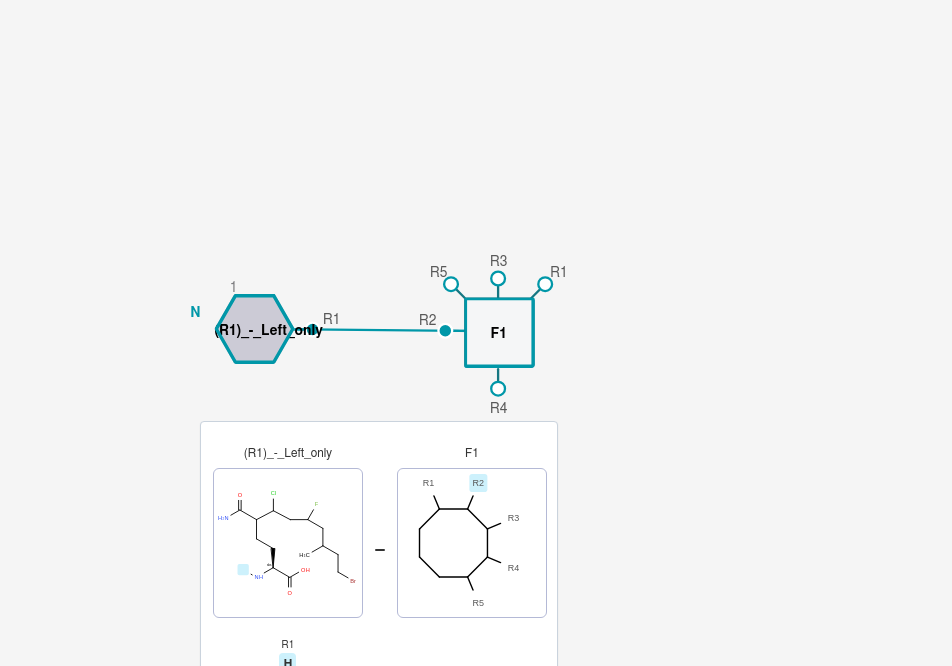 R3
R5
R1
1
N
(R1)_-_Left_only
R1
R2
F1
R4
(R1)_-_Left_only
F1
R1
R2
O
Cl
F
H₂N
R3
H₃C
OH
NH
O
Br
R4
R5
R1
H